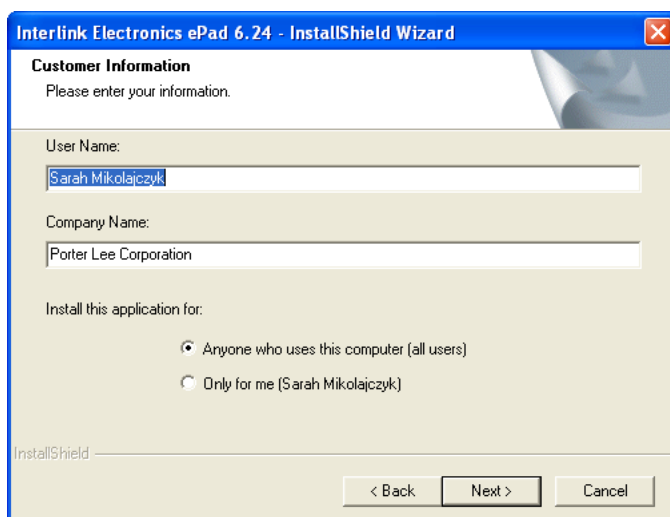 Interlink Electronics ePad 6.24 - InstallShield Wizard
Customer Information
Please enter your information.
User Name:
Sarah Mikolajczyk
Company Name:
Porter Lee Corporation
Install this application for:
Anyone who uses this computer (all users)
Only for me (Sarah Mikolajczyk)
InstallShield
< Back Next > Cancel